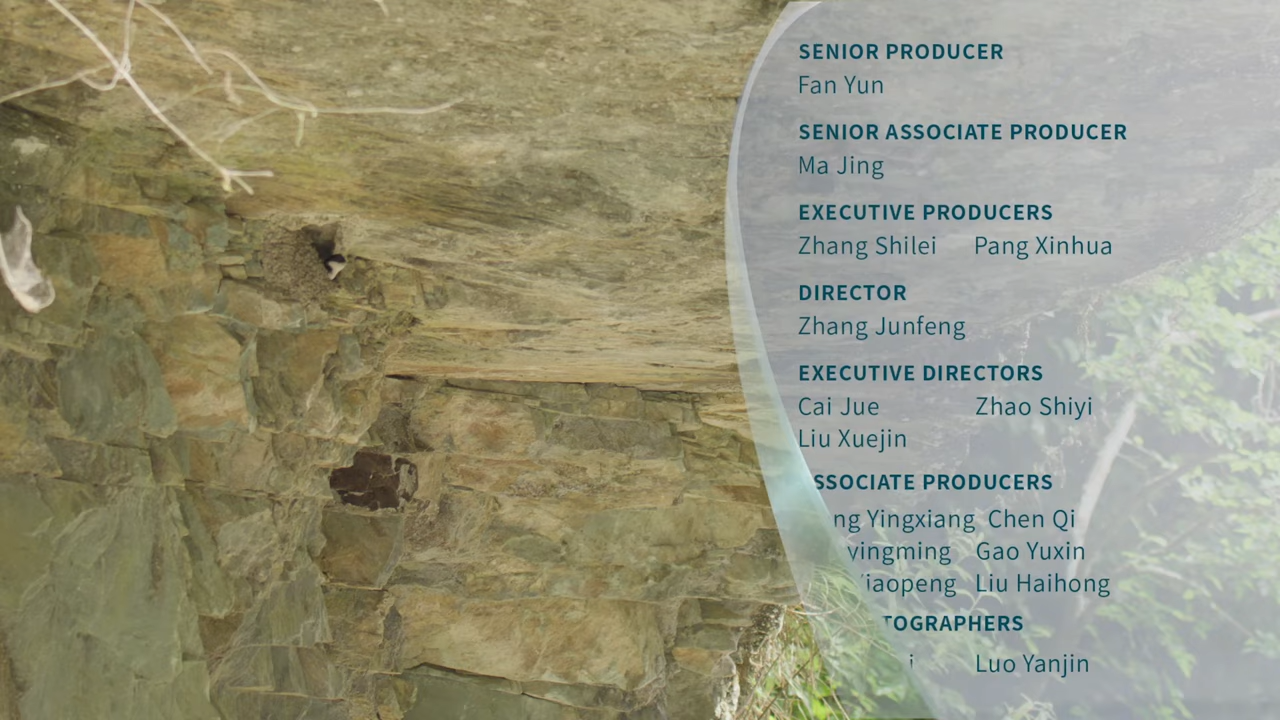 SENIOR PRODUCER
Fan Yun
SENIOR ASSOCIATE PRODUCER
Ma Jing
EXECUTIVE PRODUCERS
Zhang Shilei Pang Xinhua
DIRECTOR
Zhang Junfeng
EXECUTIVE DIRECTORS
Cai Jue Zhao Shiyi
Liu Xuejin
SSOCIATE PRODUCERS
ng Yingxiang Chen Qi
Gao Yuxin
iaopeng Liu Haihong
TOGRAPHERS
i Luo Yanjin